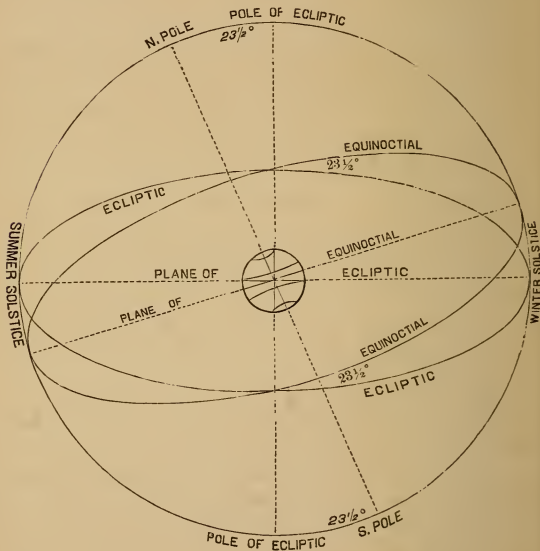 POLE OF ECLIPTIC
N. POLE
23½°
EQUINOCTIAL
23½°
ECLIPTIC
SUMMER SOLSTICE
EQUINOCTIAL
PLANE OF
ECLIPTIC
WINTER SOLSTICE
PLANE OF
EQUINOCTIAL
23½°
ECLIPTIC
23½°
S. POLE
POLE OF ECLIPTIC